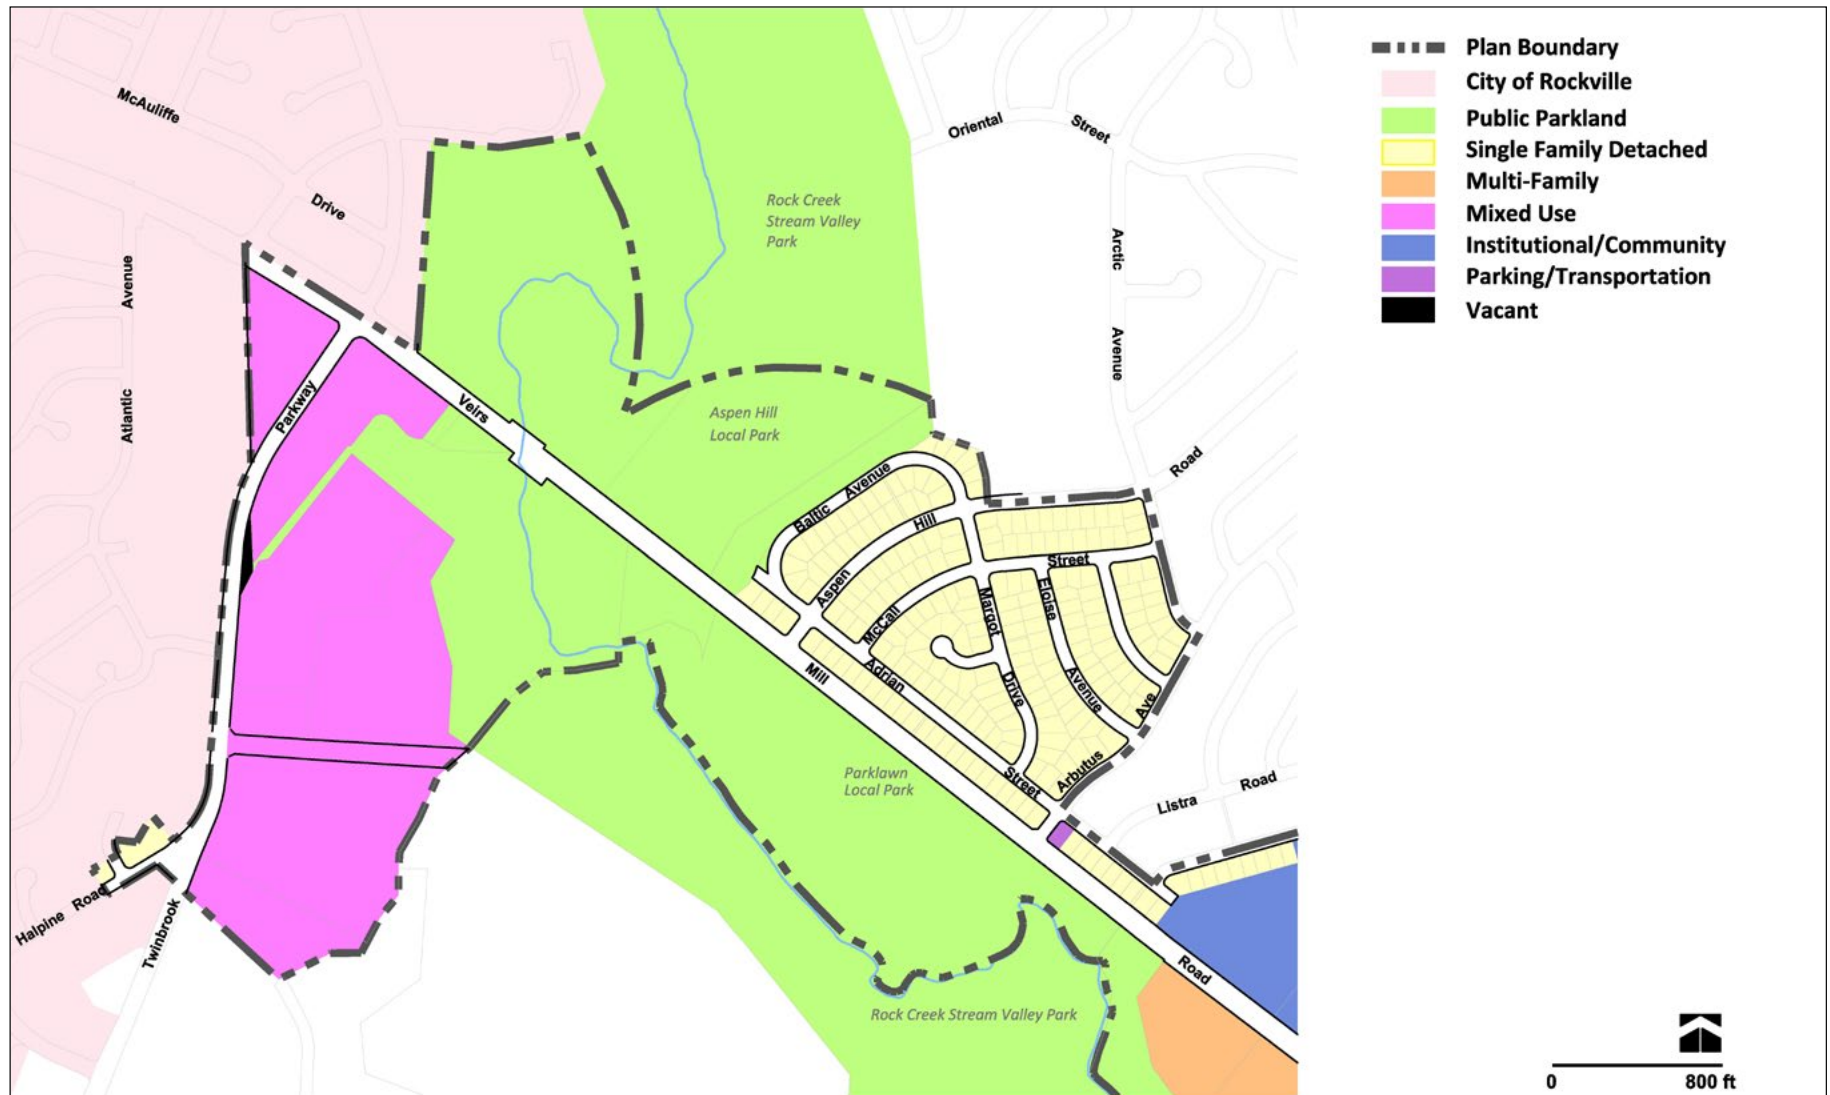 Plan Boundary
City of Rockville
Public Parkland
Single Family Detached
Multi-Family
Mixed Use
Institutional/Community
Parking/Transportation
Vacant
McAuliffe
Drive
Oriental
Street
Rock Creek
Stream Valley
Park
Avenue
Atlantic
Arctic
Avenue
Parkway
Veirs
Aspen Hill
Local Park
Road
Baltic
Avenue
Hill
Aspen
Street
McCall
Margot
Drive
Eloise
Avenue
Ave
Mill
Adrian
Street
Arbutus
Parklawn
Local Park
Listra
Road
Halpine
Road
Twinbrook
Road
Rock Creek Stream Valley Park
0
800 ft